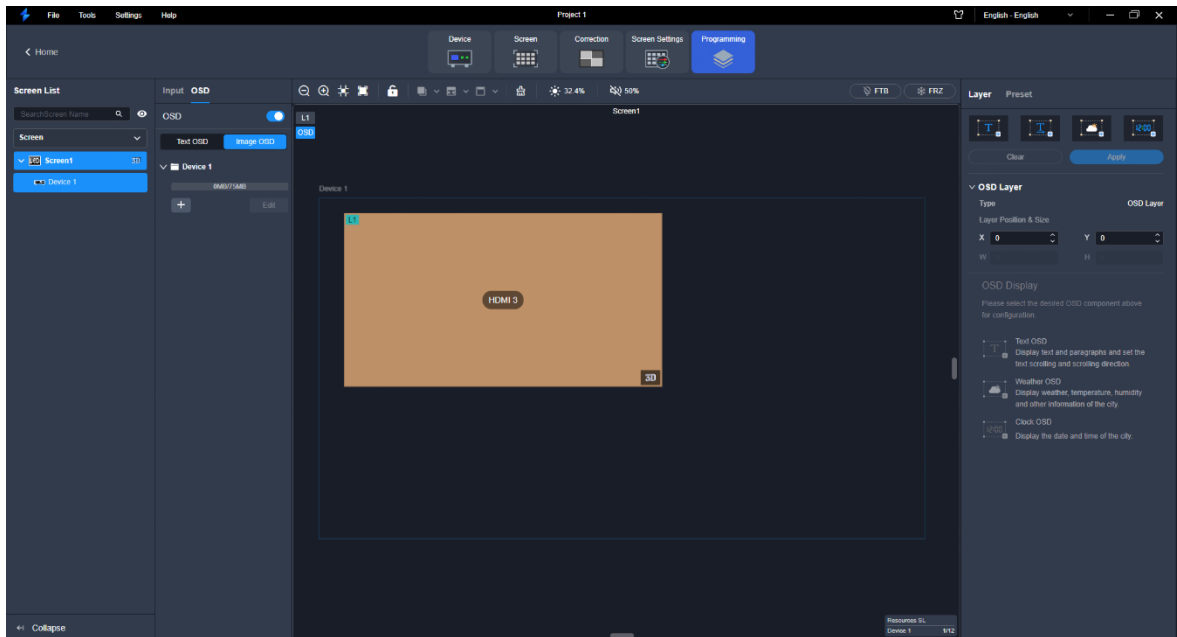 File Tools Settings Help Project 1 English - English
Home
Device Screen Correction Screen Settings Programming
Screen List
SearchScreen Name
Screen
Screen1 3D
Device 1
Collapse
Input OSD
OSD
Text OSD Image OSD
Device 1
0MB/75MB
+ Edit
32.4% 50% FTB FRZ
L1
OSD
Screen1
Device 1
L1
HDMI 3
3D
Resources SL
Device 1 1/12
Layer Preset
T T 12:00
Clear Apply
OSD Layer
Type OSD Layer
Layer Position & Size
X 0 Y 0
W H
OSD Display
Please select the desired OSD component above
for configuration
Text OSD
Display text and paragraphs and set the
text scrolling and scrolling direction.
Weather OSD
Display weather, temperature, humidity
and other information of the city.
Clock OSD
Display the date and time of the city.